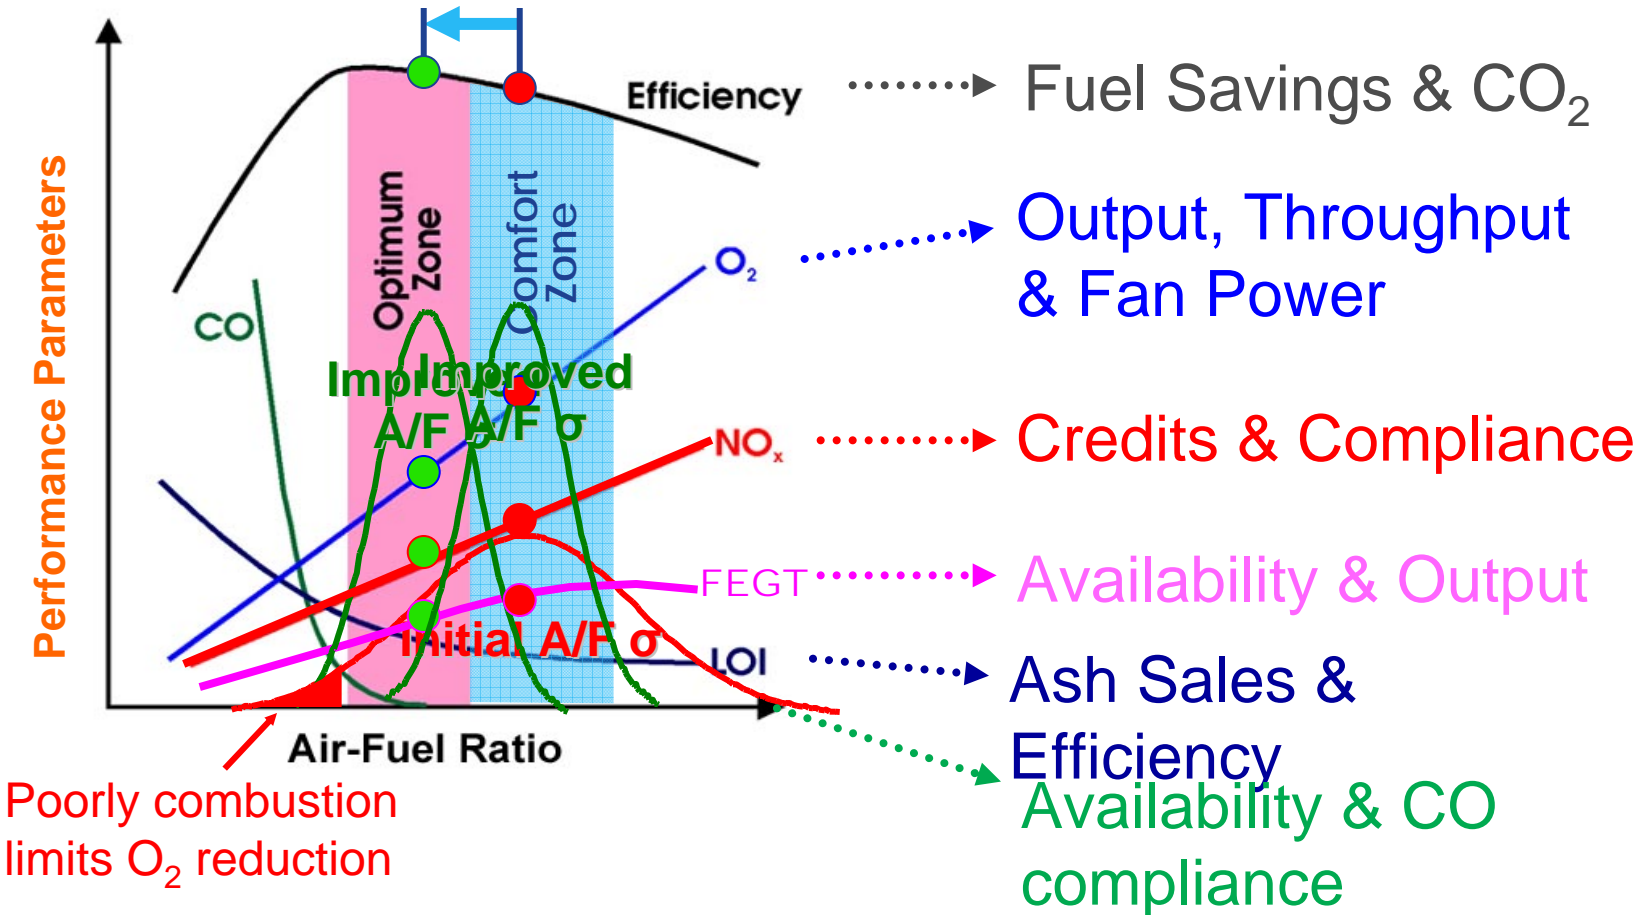 Efficiency
Fuel Savings & CO₂
Performance Parameters
Optimum
Zone
Comfort
Zone
Output, Throughput
& Fan Power
O₂
CO
Improved
A/F σ
Improved
A/F σ
NOₓ
Credits & Compliance
FEGT
Availability & Output
Initial A/F σ
LOI
Ash Sales &
Efficiency
Air-Fuel Ratio
Poorly combustion
limits O₂ reduction
Availability & CO
compliance